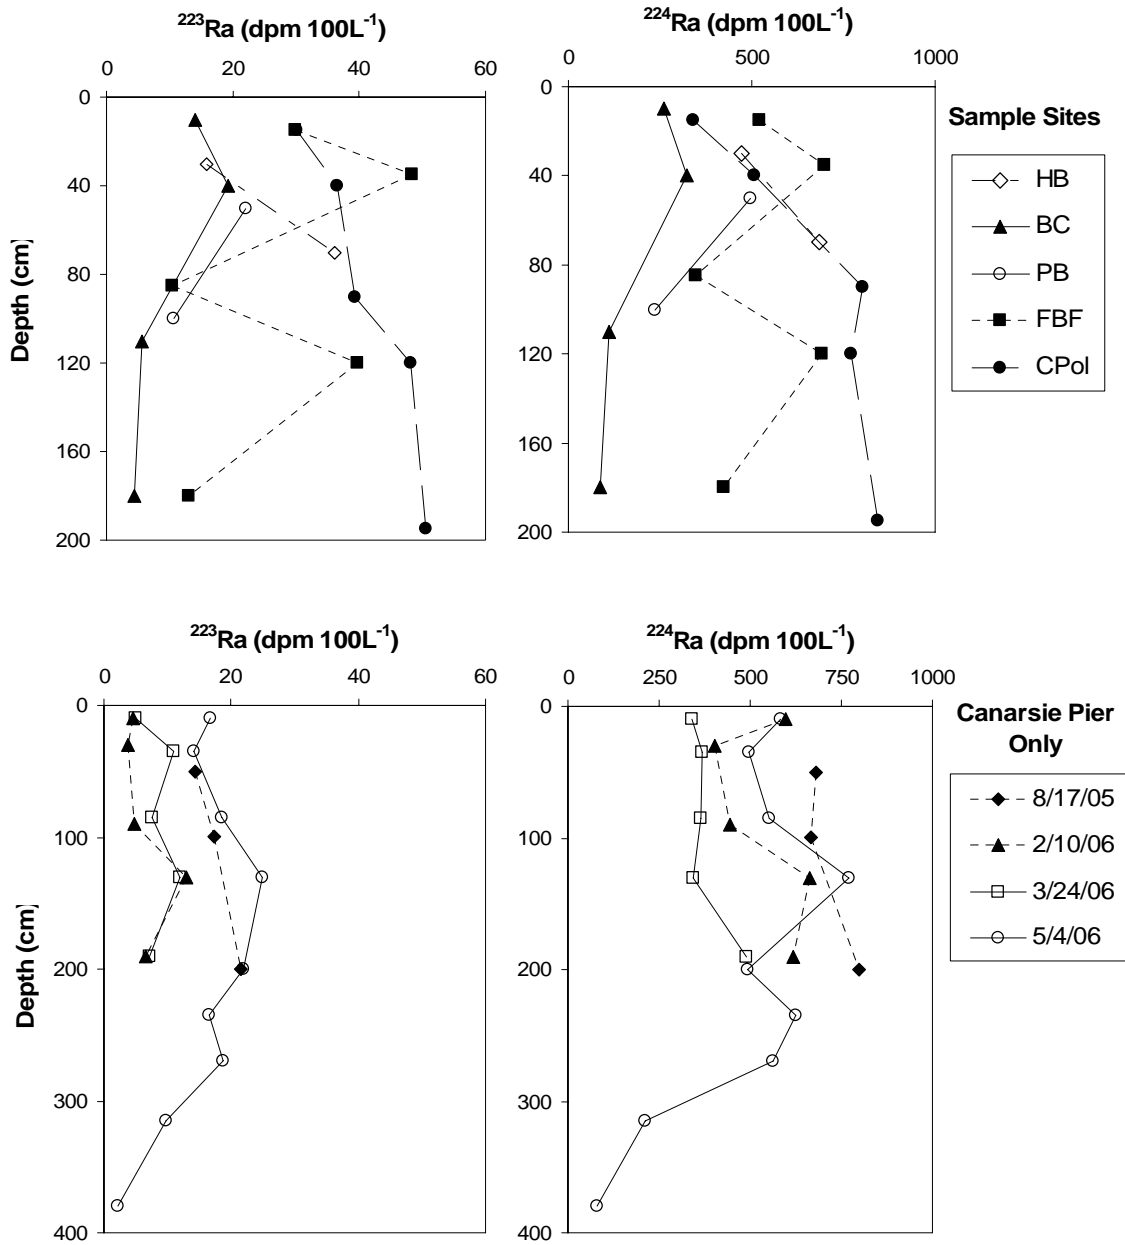 ²²³Ra (dpm 100L⁻¹)
0 20 40 60
0
40
80
120
160
200
Depth (cm)
²²⁴Ra (dpm 100L⁻¹)
0 500 1000
0
40
80
120
160
200
Sample Sites
HB
BC
PB
FBF
CPol
²²³Ra (dpm 100L⁻¹)
0 20 40 60
0
100
200
300
400
Depth (cm)
²²⁴Ra (dpm 100L⁻¹)
0 250 500 750 1000
0
100
200
300
400
Canarsie Pier
Only
8/17/05
2/10/06
3/24/06
5/4/06